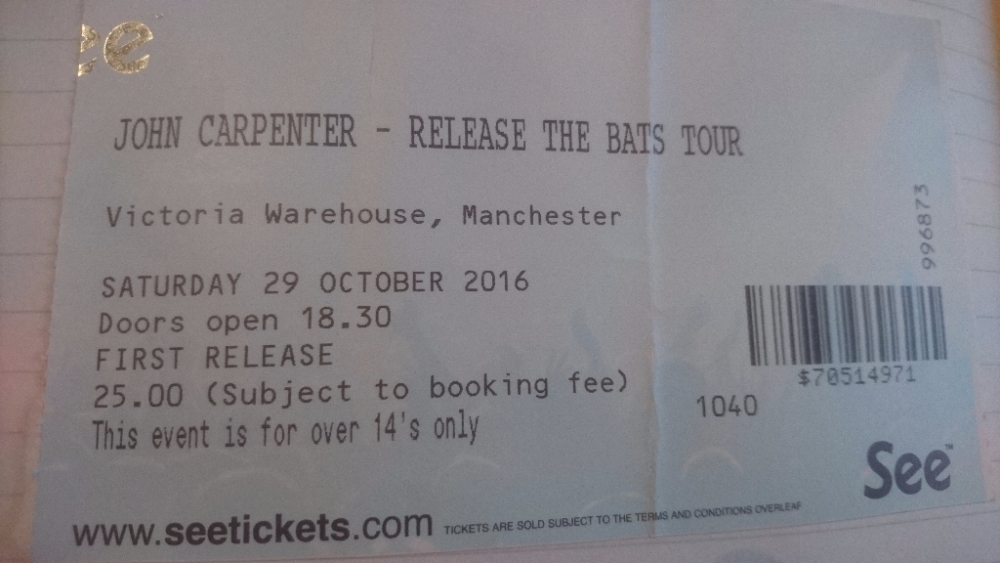 JOHN CARPENTER - RELEASE THE BATS TOUR
Victoria Warehouse, Manchester
996873
SATURDAY 29 OCTOBER 2016
Doors open 18.30
FIRST RELEASE
25.00 (Subject to booking fee)
This event is for over 14's only
$70514971
1040
See™
www.seetickets.com TICKETS ARE SOLD SUBJECT TO THE TERMS AND CONDITIONS OVERLEAF